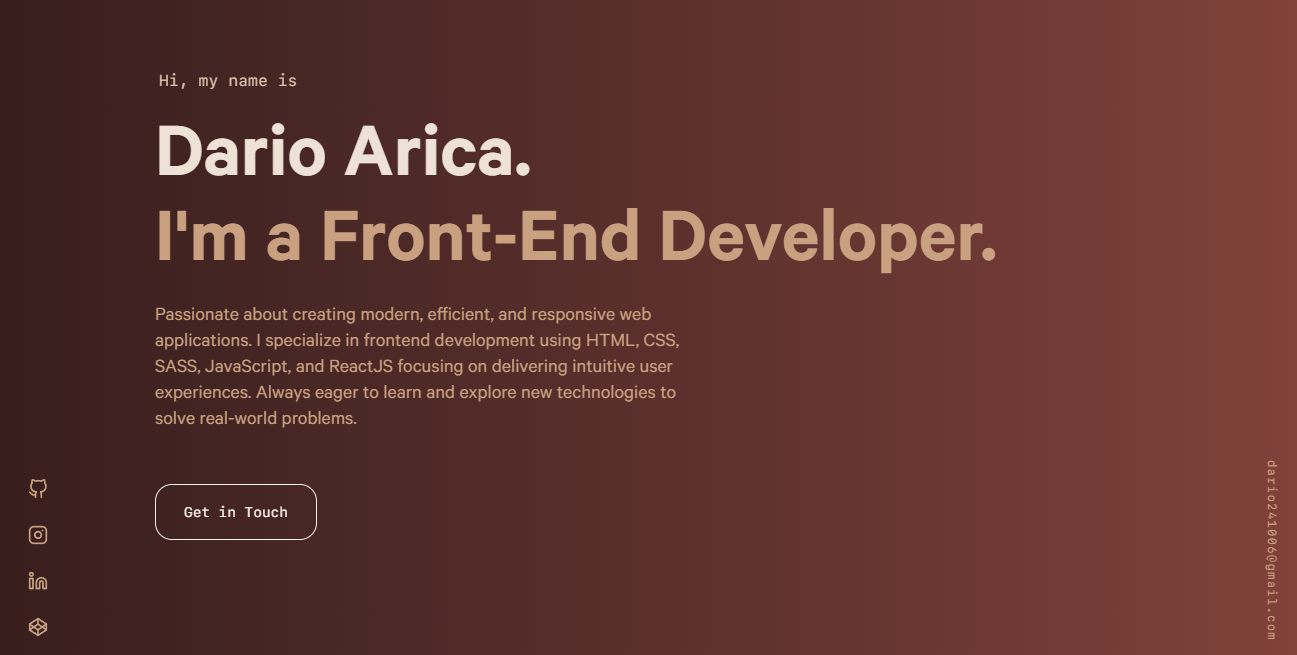 Hi, my name is
Dario Arica.
I'm a Front-End Developer.
Passionate about creating modern, efficient, and responsive web
applications. I specialize in frontend development using HTML, CSS,
SASS, JavaScript, and ReactJS focusing on delivering intuitive user
experiences. Always eager to learn and explore new technologies to
solve real-world problems.
Get in Touch
dario241006@gmail.com